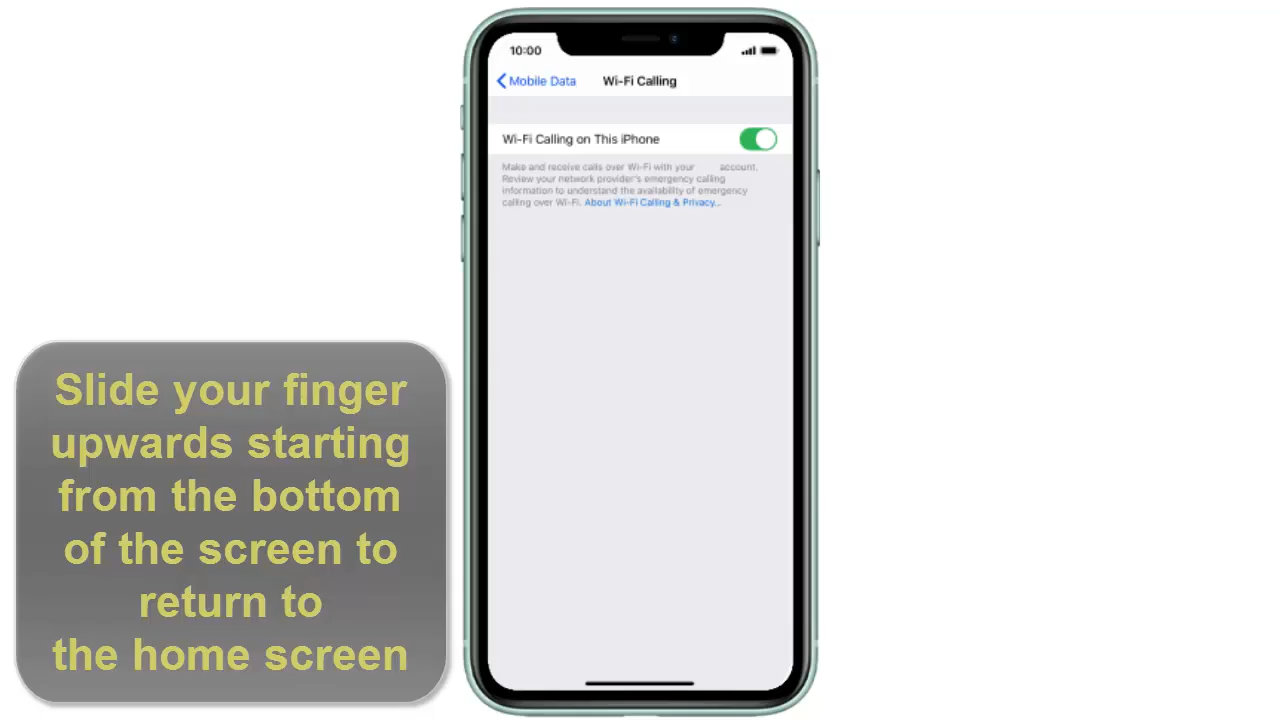 10:00
Mobile Data
Wi-Fi Calling
Wi-Fi Calling on This iPhone
Make and receive calls over Wi-Fi with your account.
Review your network provider's emergency calling
information to understand the availability of emergency
calling over Wi-Fi. About Wi-Fi Calling & Privacy...
Slide your finger
upwards starting
from the bottom
of the screen to
return to
the home screen